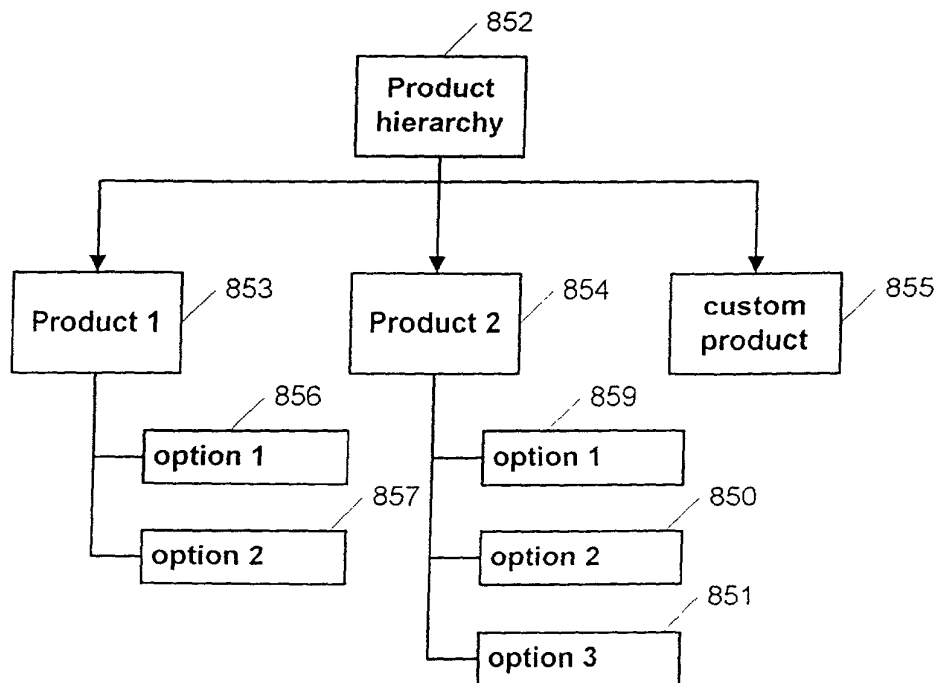 852
Product
hierarchy
853
Product 1
854
Product 2
855
custom
product
856
option 1
857
option 2
859
option 1
850
option 2
851
option 3